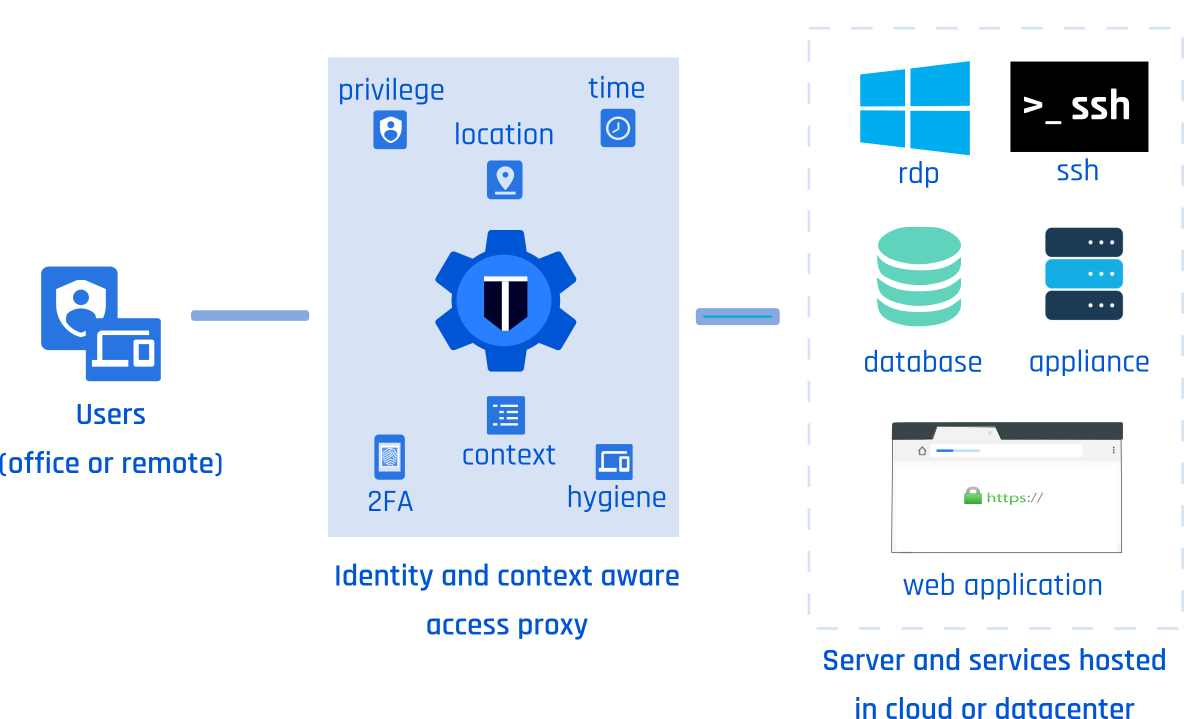 privilege
time
location
>_ ssh
rdp
ssh
database
appliance
Users
(office or remote)
context
2FA
hygiene
https://
web application
Identity and context aware
access proxy
Server and services hosted
in cloud or datacenter